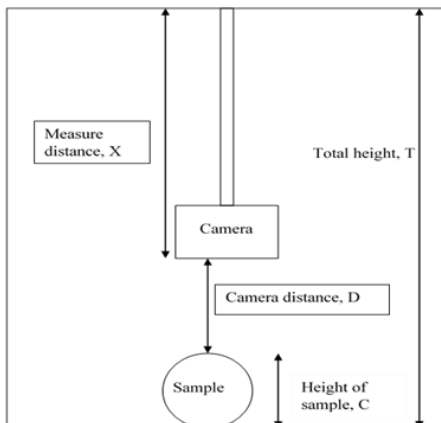 Measure
distance, X
Total height, T
Camera
Camera distance, D
Sample
Height of
sample, C